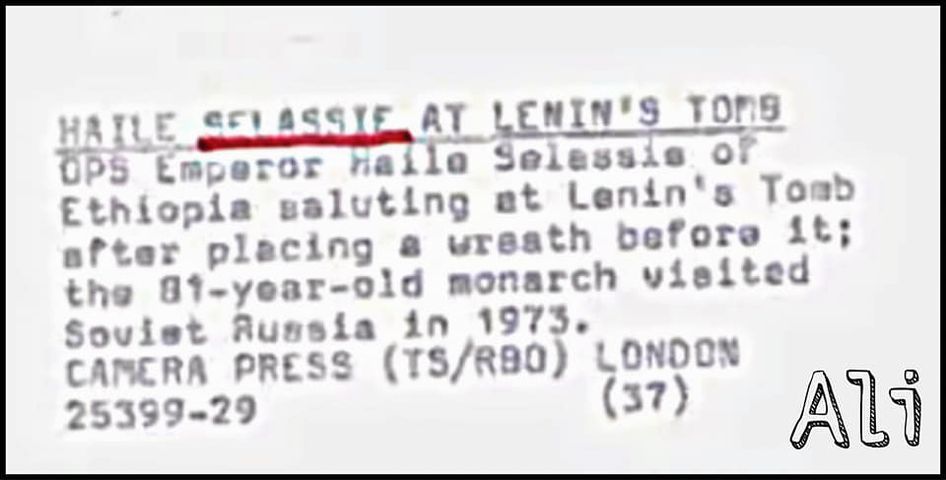 HAILE SELASSIE AT LENIN'S TOMB
OPS Emperor Haile Selassie of
Ethiopia saluting at Lenin's Tomb
after placing a wreath before it;
the 81-year-old monarch visited
Soviet Russia in 1973.
CAMERA PRESS (TS/RBO) LONDON
25399-29 (37)
Ali